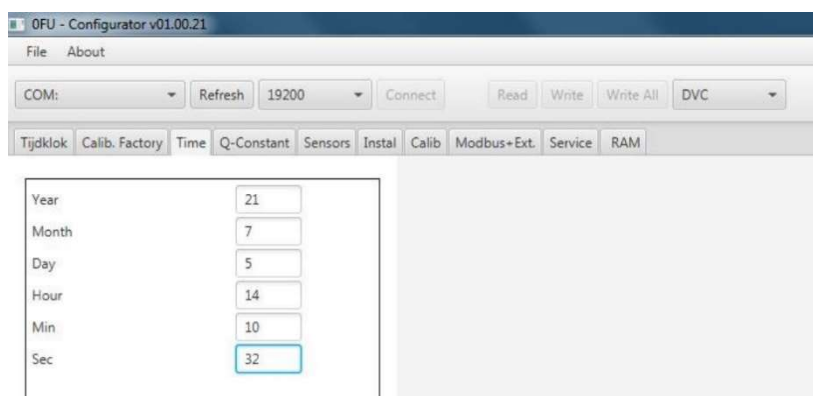 0FU - Configurator v01.00.21
File About
COM: Refresh 19200 Connect Read Write Write All DVC
Tijdklok Calib. Factory Time Q-Constant Sensors Instal Calib Modbus+Ext. Service RAM
Year 21
Month 7
Day 5
Hour 14
Min 10
Sec 32